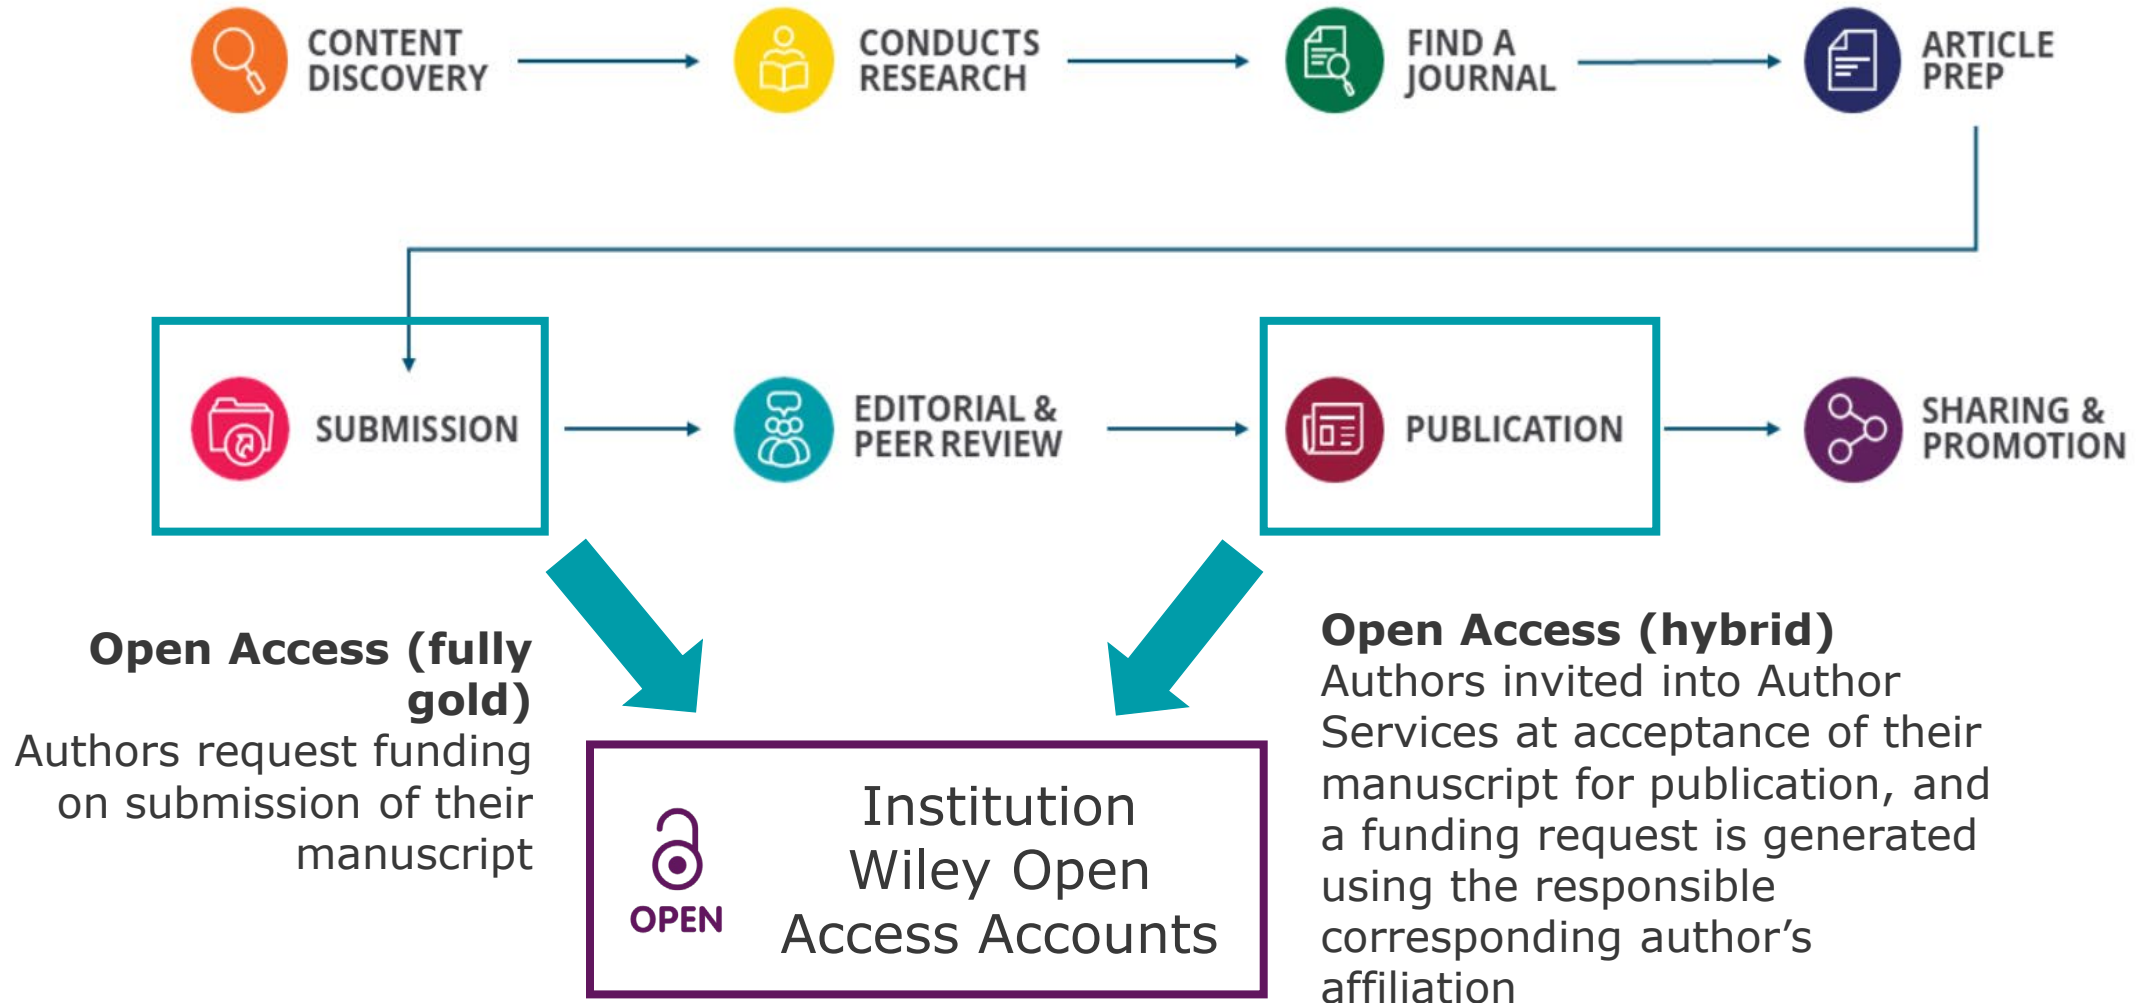 CONTENT
DISCOVERY
CONDUCTS
RESEARCH
FIND A
JOURNAL
ARTICLE
PREP
SUBMISSION
EDITORIAL &
PEER REVIEW
PUBLICATION
SHARING &
PROMOTION
Open Access (fully
gold)
Authors request funding
on submission of their
manuscript
OPEN
Institution
Wiley Open
Access Accounts
Open Access (hybrid)
Authors invited into Author
Services at acceptance of their
manuscript for publication, and
a funding request is generated
using the responsible
corresponding author’s
affiliation